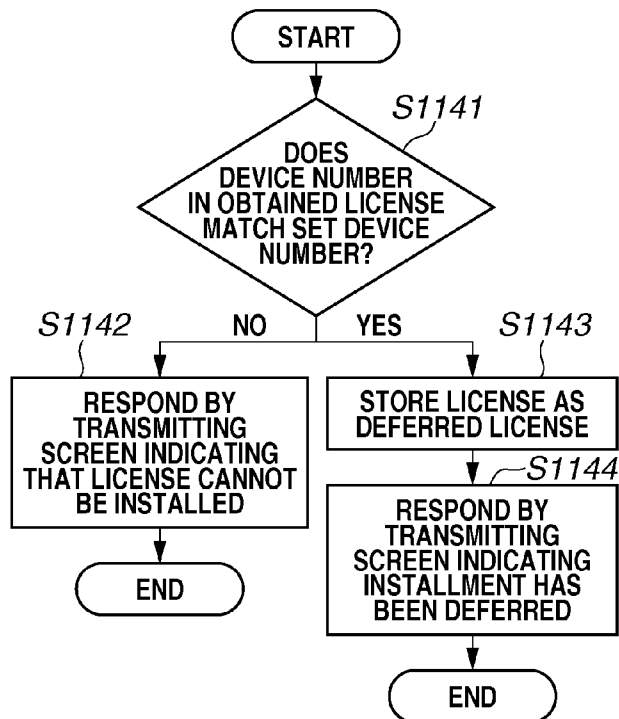 START
S1141
DOES
DEVICE NUMBER
IN OBTAINED LICENSE
MATCH SET DEVICE
NUMBER?
S1142
NO
YES
S1143
RESPOND BY
TRANSMITTING
SCREEN INDICATING
THAT LICENSE CANNOT
BE INSTALLED
END
STORE LICENSE AS
DEFERRED LICENSE
S1144
RESPOND BY
TRANSMITTING
SCREEN INDICATING
INSTALLMENT HAS
BEEN DEFERRED
END